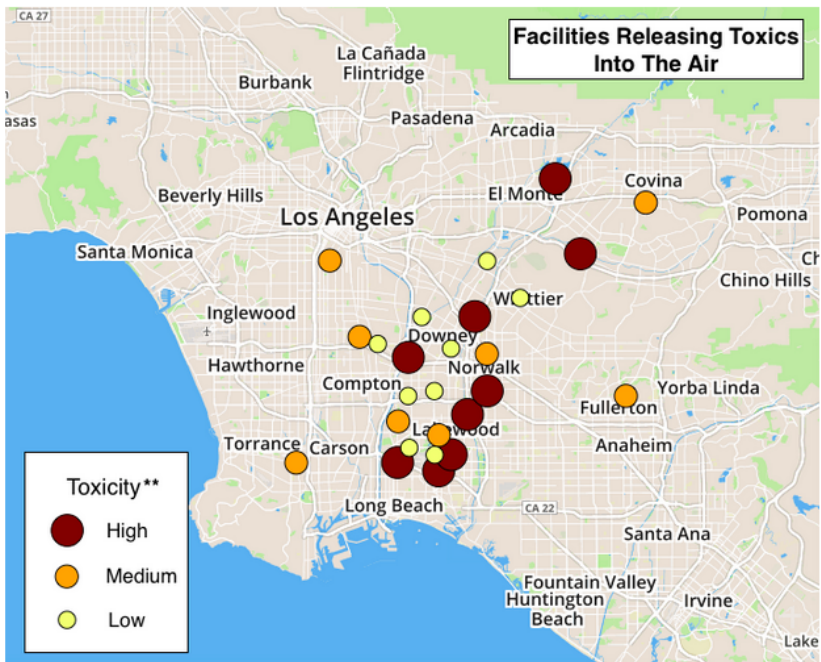 CA 27
Facilities Releasing Toxics
Into The Air
La Cañada
Flintridge
Burbank
Pasadena
Arcadia
asas
El Monte
Covina
Beverly Hills
Los Angeles
Pomona
Santa Monica
Ch
Chino Hills
Whittier
Inglewood
Downey
Hawthorne
Norwalk
Compton
Yorba Linda
Fullerton
Lakewood
Torrance
Carson
Anaheim
Toxicity**
High
Medium
Low
Long Beach
CA 22
Santa Ana
Fountain Valley
Huntington
Beach
Irvine
Lake